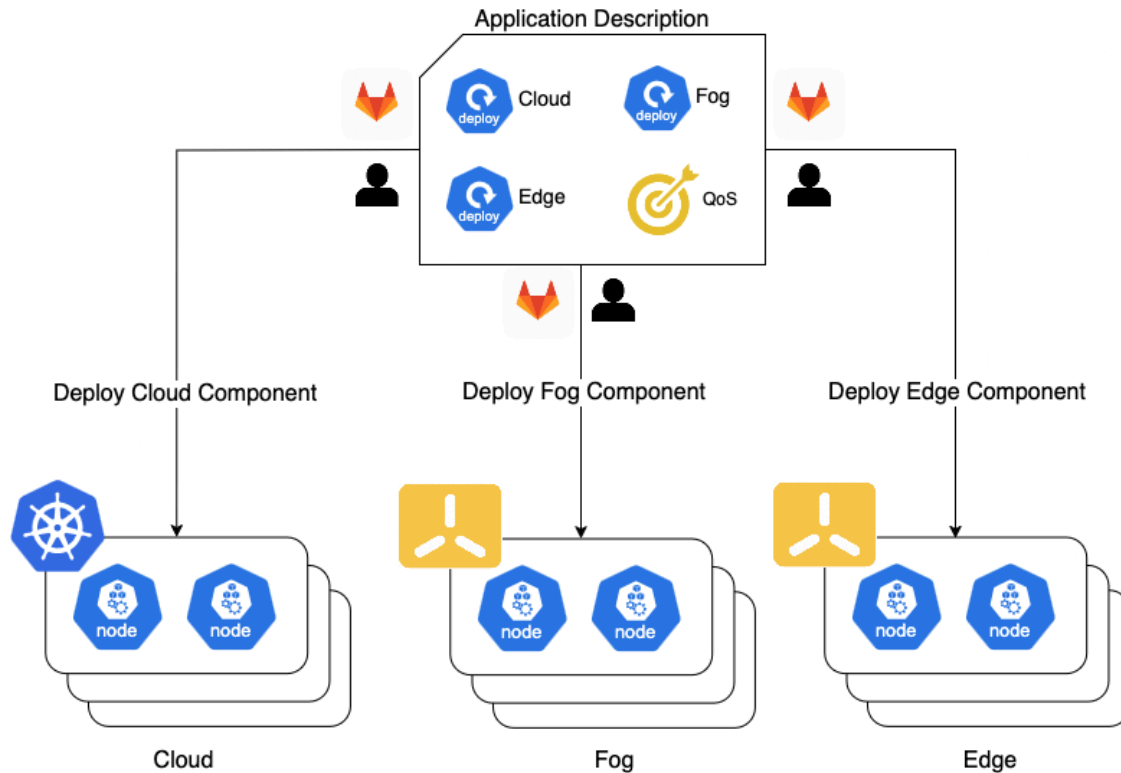 Application Description
Cloud
Fog
deploy
deploy
Edge
QoS
deploy
Deploy Cloud Component
Deploy Fog Component
Deploy Edge Component
node
node
node
node
node
node
Cloud
Fog
Edge